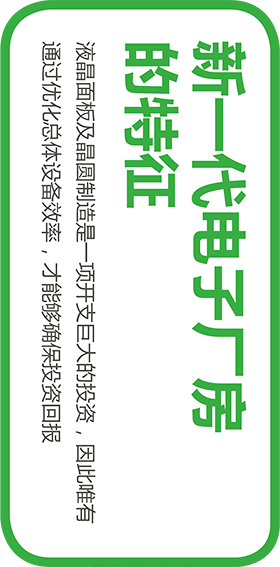 新一代电子厂房
的特征
液晶面板及晶圆制造是一项开支巨大的投资，因此唯有
通过优化总体设备效率，才能够确保投资回报